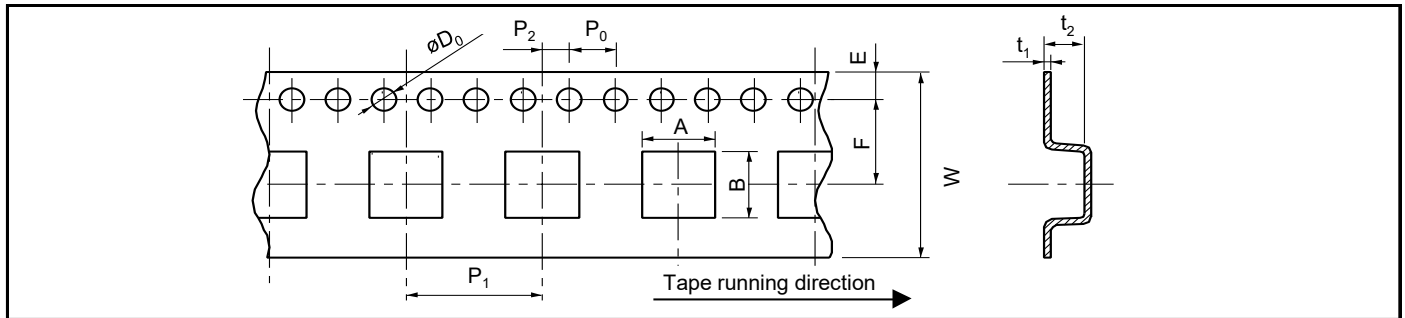 P2 P0
øD0
E
t1
t2
A
F
B
W
P1
Tape running direction